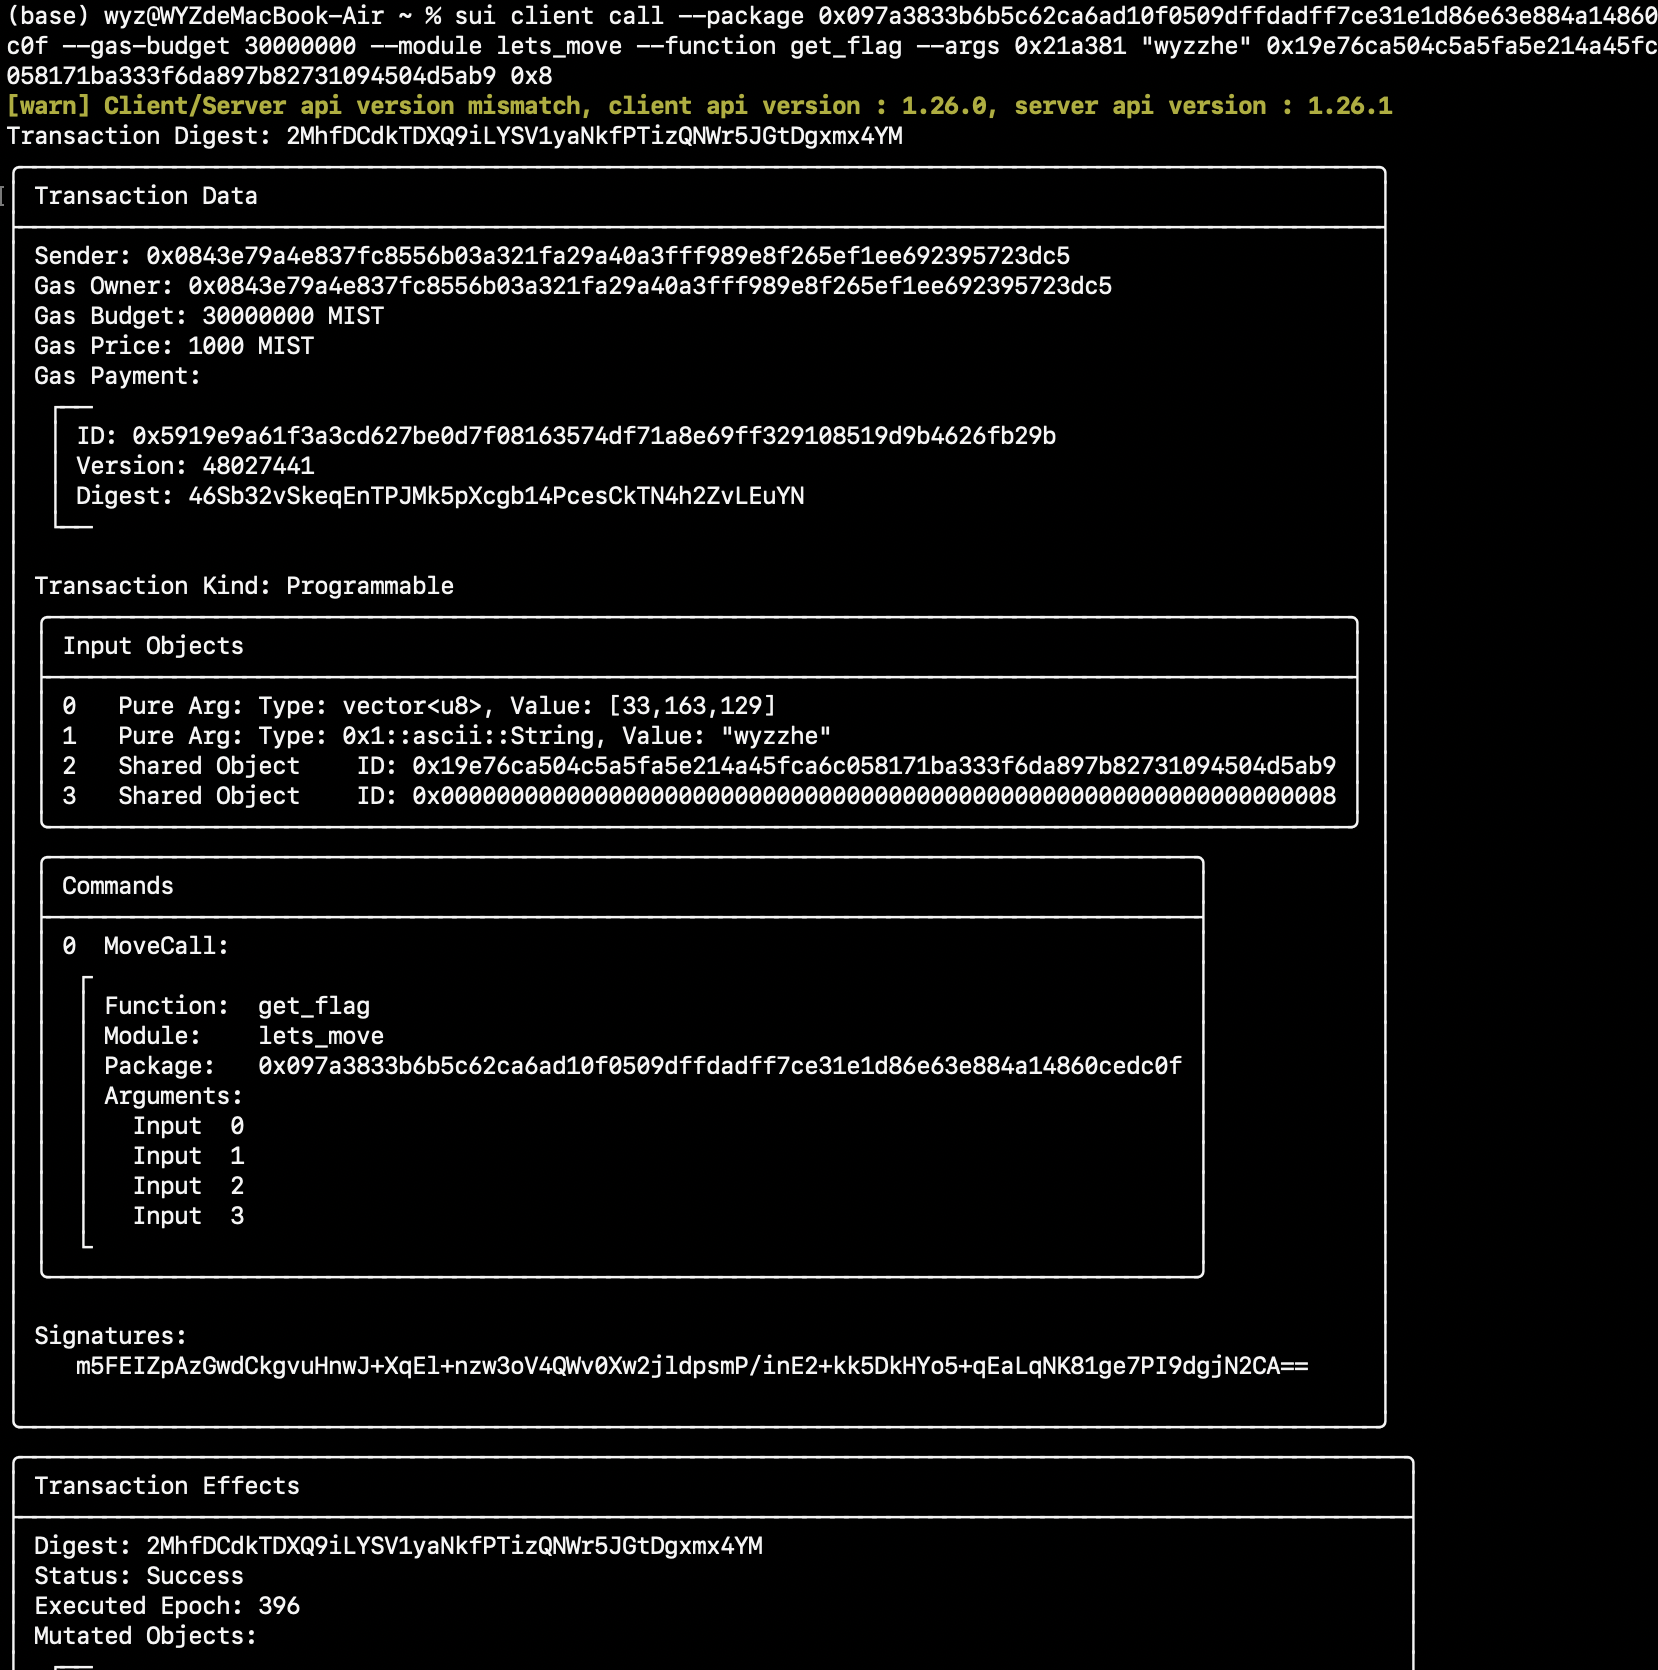 (base) wyz@WYZdeMacBook-Air ~ % sui client call --package 0x097a3833b6b5c62ca6ad10f0509dffdadff7ce31e1d86e63e884a14860
c0f --gas-budget 30000000 --module lets_move --function get_flag --args 0x21a381 "wyzzhe" 0x19e76ca504c5a5fa5e214a45fc
058171ba333f6da897b82731094504d5ab9 0x8
[warn] Client/Server api version mismatch, client api version : 1.26.0, server api version : 1.26.1
Transaction Digest: 2MhfDCdkTDXQ9iLYSV1yaNkfPTizQNWr5JGtDgxmx4YM
Transaction Data
Sender: 0x0843e79a4e837fc8556b03a321fa29a40a3fff989e8f265ef1ee692395723dc5
Gas Owner: 0x0843e79a4e837fc8556b03a321fa29a40a3fff989e8f265ef1ee692395723dc5
Gas Budget: 30000000 MIST
Gas Price: 1000 MIST
Gas Payment:
ID: 0x5919e9a61f3a3cd627be0d7f08163574df71a8e69ff329108519d9b4626fb29b
Version: 48027441
Digest: 46Sb32vSkeqEnTPJMk5pXcgb14PcesCkTN4h2ZvLEuYN
Transaction Kind: Programmable
Input Objects
0 Pure Arg: Type: vector<u8>, Value: [33,163,129]
1 Pure Arg: Type: 0x1::ascii::String, Value: "wyzzhe"
2 Shared Object ID: 0x19e76ca504c5a5fa5e214a45fca6c058171ba333f6da897b82731094504d5ab9
3 Shared Object ID: 0x0000000000000000000000000000000000000000000000000000000000000008
Commands
0 MoveCall:
Function: get_flag
Module: lets_move
Package: 0x097a3833b6b5c62ca6ad10f0509dffdadff7ce31e1d86e63e884a14860cedc0f
Arguments:
Input 0
Input 1
Input 2
Input 3
Signatures:
m5FEIZpAzGwdCkgvuHnwJ+XqEl+nzw3oV4QWv0Xw2jldpsmP/inE2+kk5DkHYo5+qEaLqNK81ge7PI9dgjN2CA==
Transaction Effects
Digest: 2MhfDCdkTDXQ9iLYSV1yaNkfPTizQNWr5JGtDgxmx4YM
Status: Success
Executed Epoch: 396
Mutated Objects: